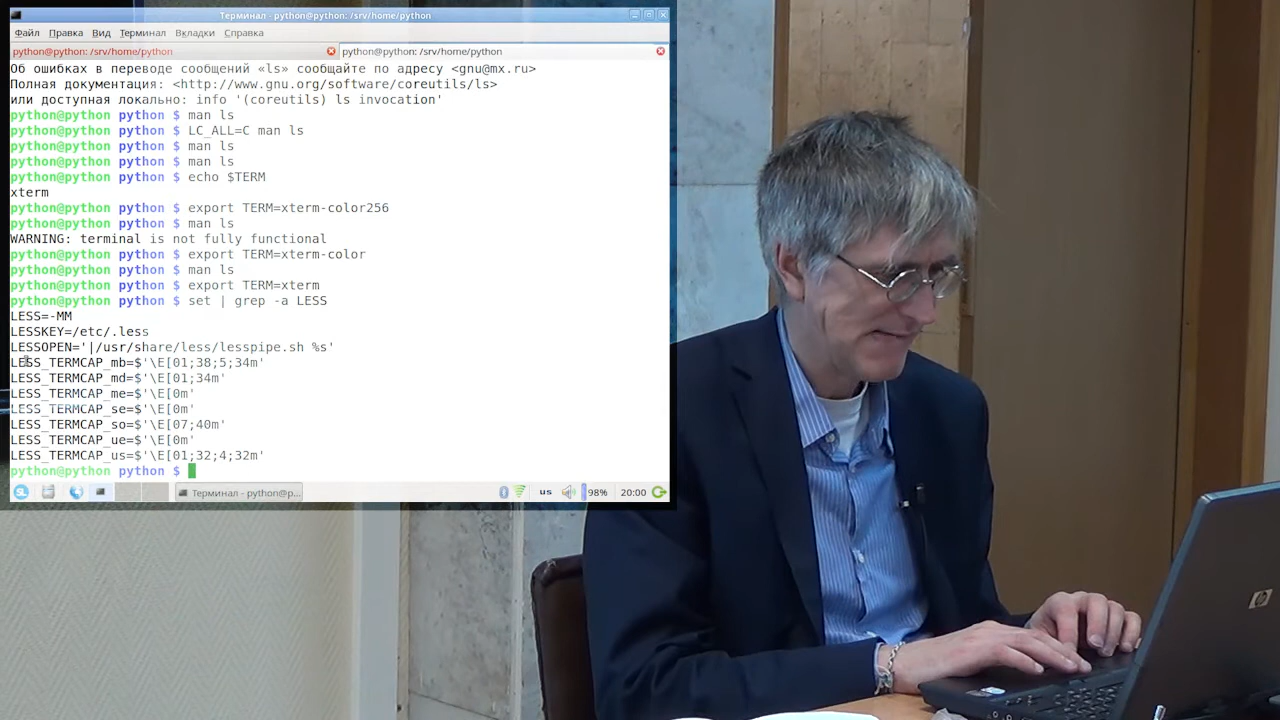 Терминал - python@python: /srv/home/python
Файл Правка Вид Терминал Вкладки Справка
python@python: /srv/home/python python@python: /srv/home/python
Об ошибках в переводе сообщений «ls» сообщайте по адресу <gnu@mx.ru>
Полная документация: <http://www.gnu.org/software/coreutils/ls>
или доступная локально: info '(coreutils) ls invocation'
python@python python $ man ls
python@python python $ LC_ALL=C man ls
python@python python $ man ls
python@python python $ man ls
python@python python $ echo $TERM
xterm
python@python python $ export TERM=xterm-color256
python@python python $ man ls
WARNING: terminal is not fully functional
python@python python $ export TERM=xterm-color
python@python python $ man ls
python@python python $ export TERM=xterm
python@python python $ set | grep -a LESS
LESS=-MM
LESSKEY=/etc/.less
LESSOPEN='|/usr/share/less/lesspipe.sh %s'
LESS_TERMCAP_mb=$'\E[01;38;5;34m'
LESS_TERMCAP_md=$'\E[01;34m'
LESS_TERMCAP_me=$'\E[0m'
LESS_TERMCAP_se=$'\E[0m'
LESS_TERMCAP_so=$'\E[07;40m'
LESS_TERMCAP_ue=$'\E[0m'
LESS_TERMCAP_us=$'\E[01;32;4;32m'
python@python python $
Терминал - python@p... us 98% 20:00
hp